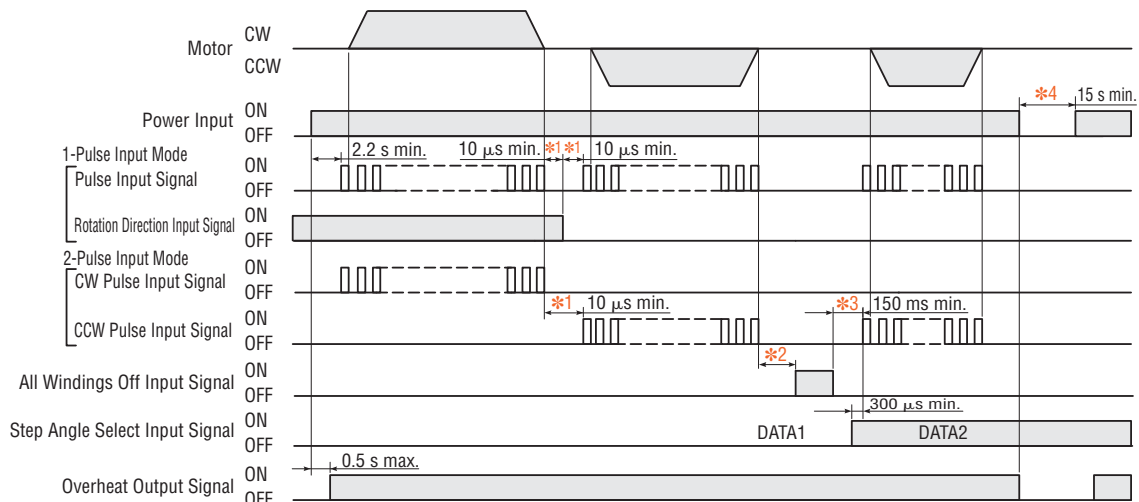 Motor CW
CCW
Power Input ON
OFF
✻4 15 s min.
1-Pulse Input Mode
Pulse Input Signal ON
OFF
2.2 s min. 10 μs min. ✻1 ✻1 10 μs min.
Rotation Direction Input Signal ON
OFF
2-Pulse Input Mode
CW Pulse Input Signal ON
OFF
CCW Pulse Input Signal ON
OFF
✻1 10 μs min. ✻3 150 ms min.
All Windings Off Input Signal ON
OFF
✻2
300 μs min.
Step Angle Select Input Signal ON
OFF
DATA1 DATA2
0.5 s max.
Overheat Output Signal ON
OFF